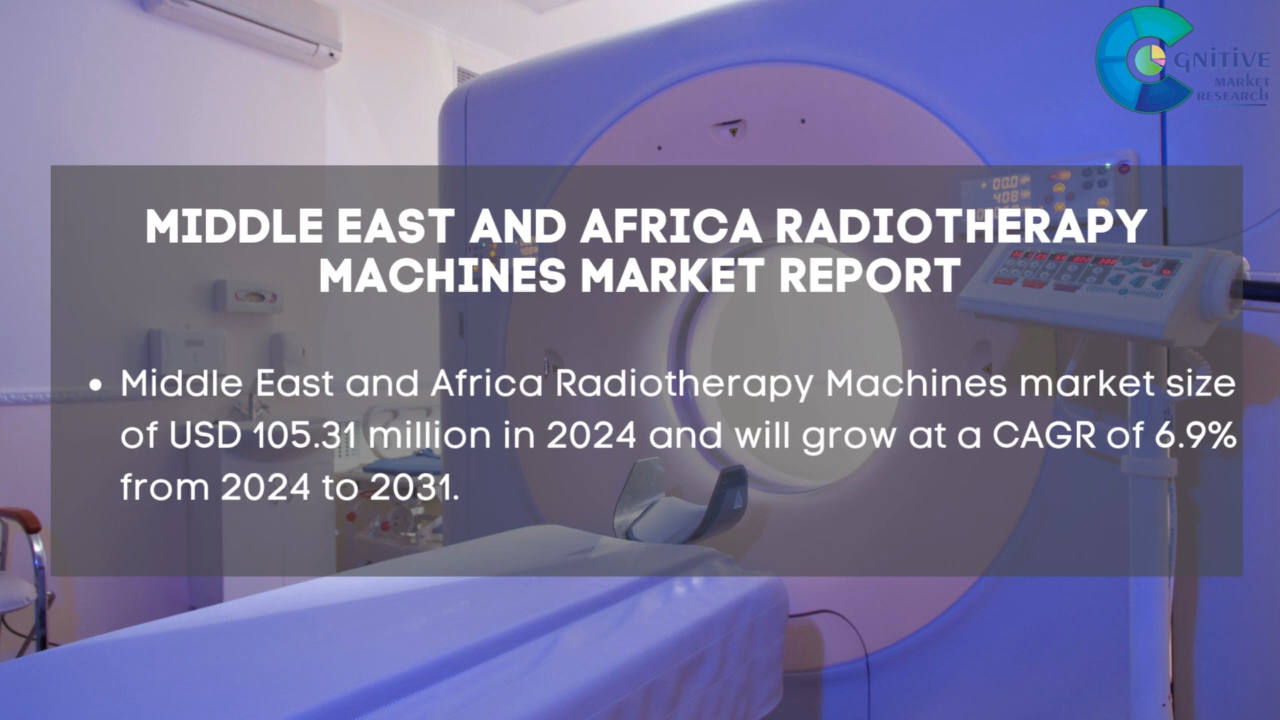 GNITIVE
MARKET
RESEARCH
MIDDLE EAST AND AFRICA RADIOTHERAPY
MACHINES MARKET REPORT
• Middle East and Africa Radiotherapy Machines market size
of USD 105.31 million in 2024 and will grow at a CAGR of 6.9%
from 2024 to 2031.